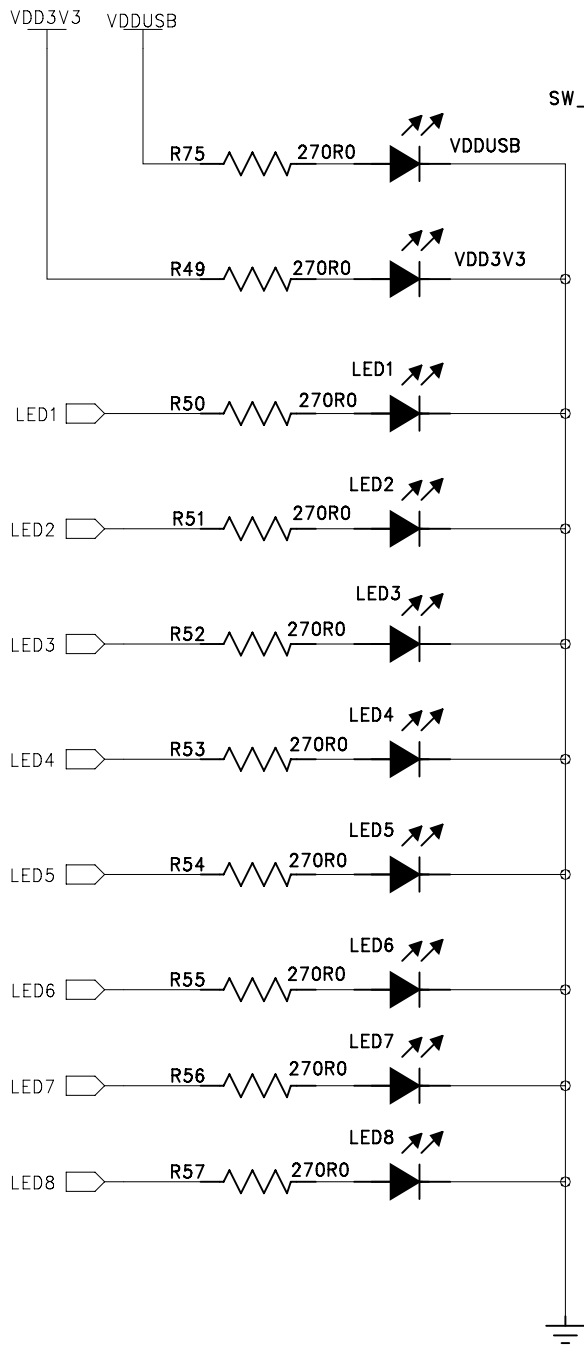 VDD3V3 VDDUSB
SW_
R75 270R0 VDDUSB
R49 270R0 VDD3V3
LED1
LED1 R50 270R0
LED2
LED2 R51 270R0
LED3
LED3 R52 270R0
LED4
LED4 R53 270R0
LED5
LED5 R54 270R0
LED6
LED6 R55 270R0
LED7
LED7 R56 270R0
LED8
LED8 R57 270R0